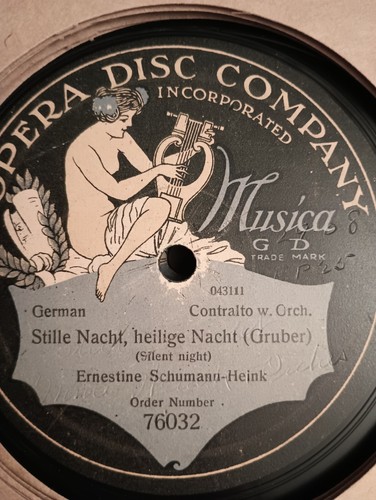 OPERA DISC COMPANY
INCORPORATED
Musica
G D
TRADE MARK
P25
043111
German Contralto w. Orch.
Stille Nacht, heilige Nacht (Gruber)
(Silent night)
Ernestine Schumann-Heink
Order Number
76032